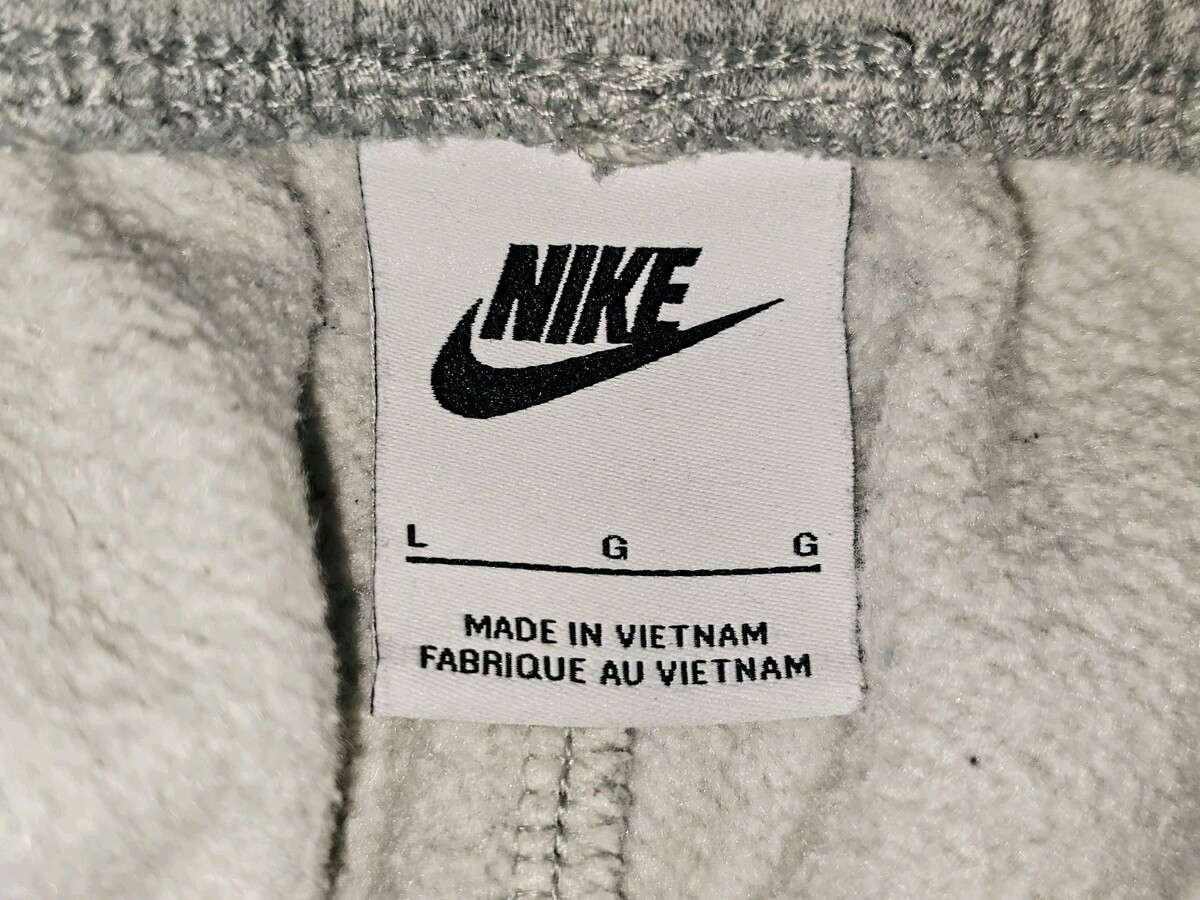 NIKE
L G G
MADE IN VIETNAM
FABRIQUE AU VIETNAM